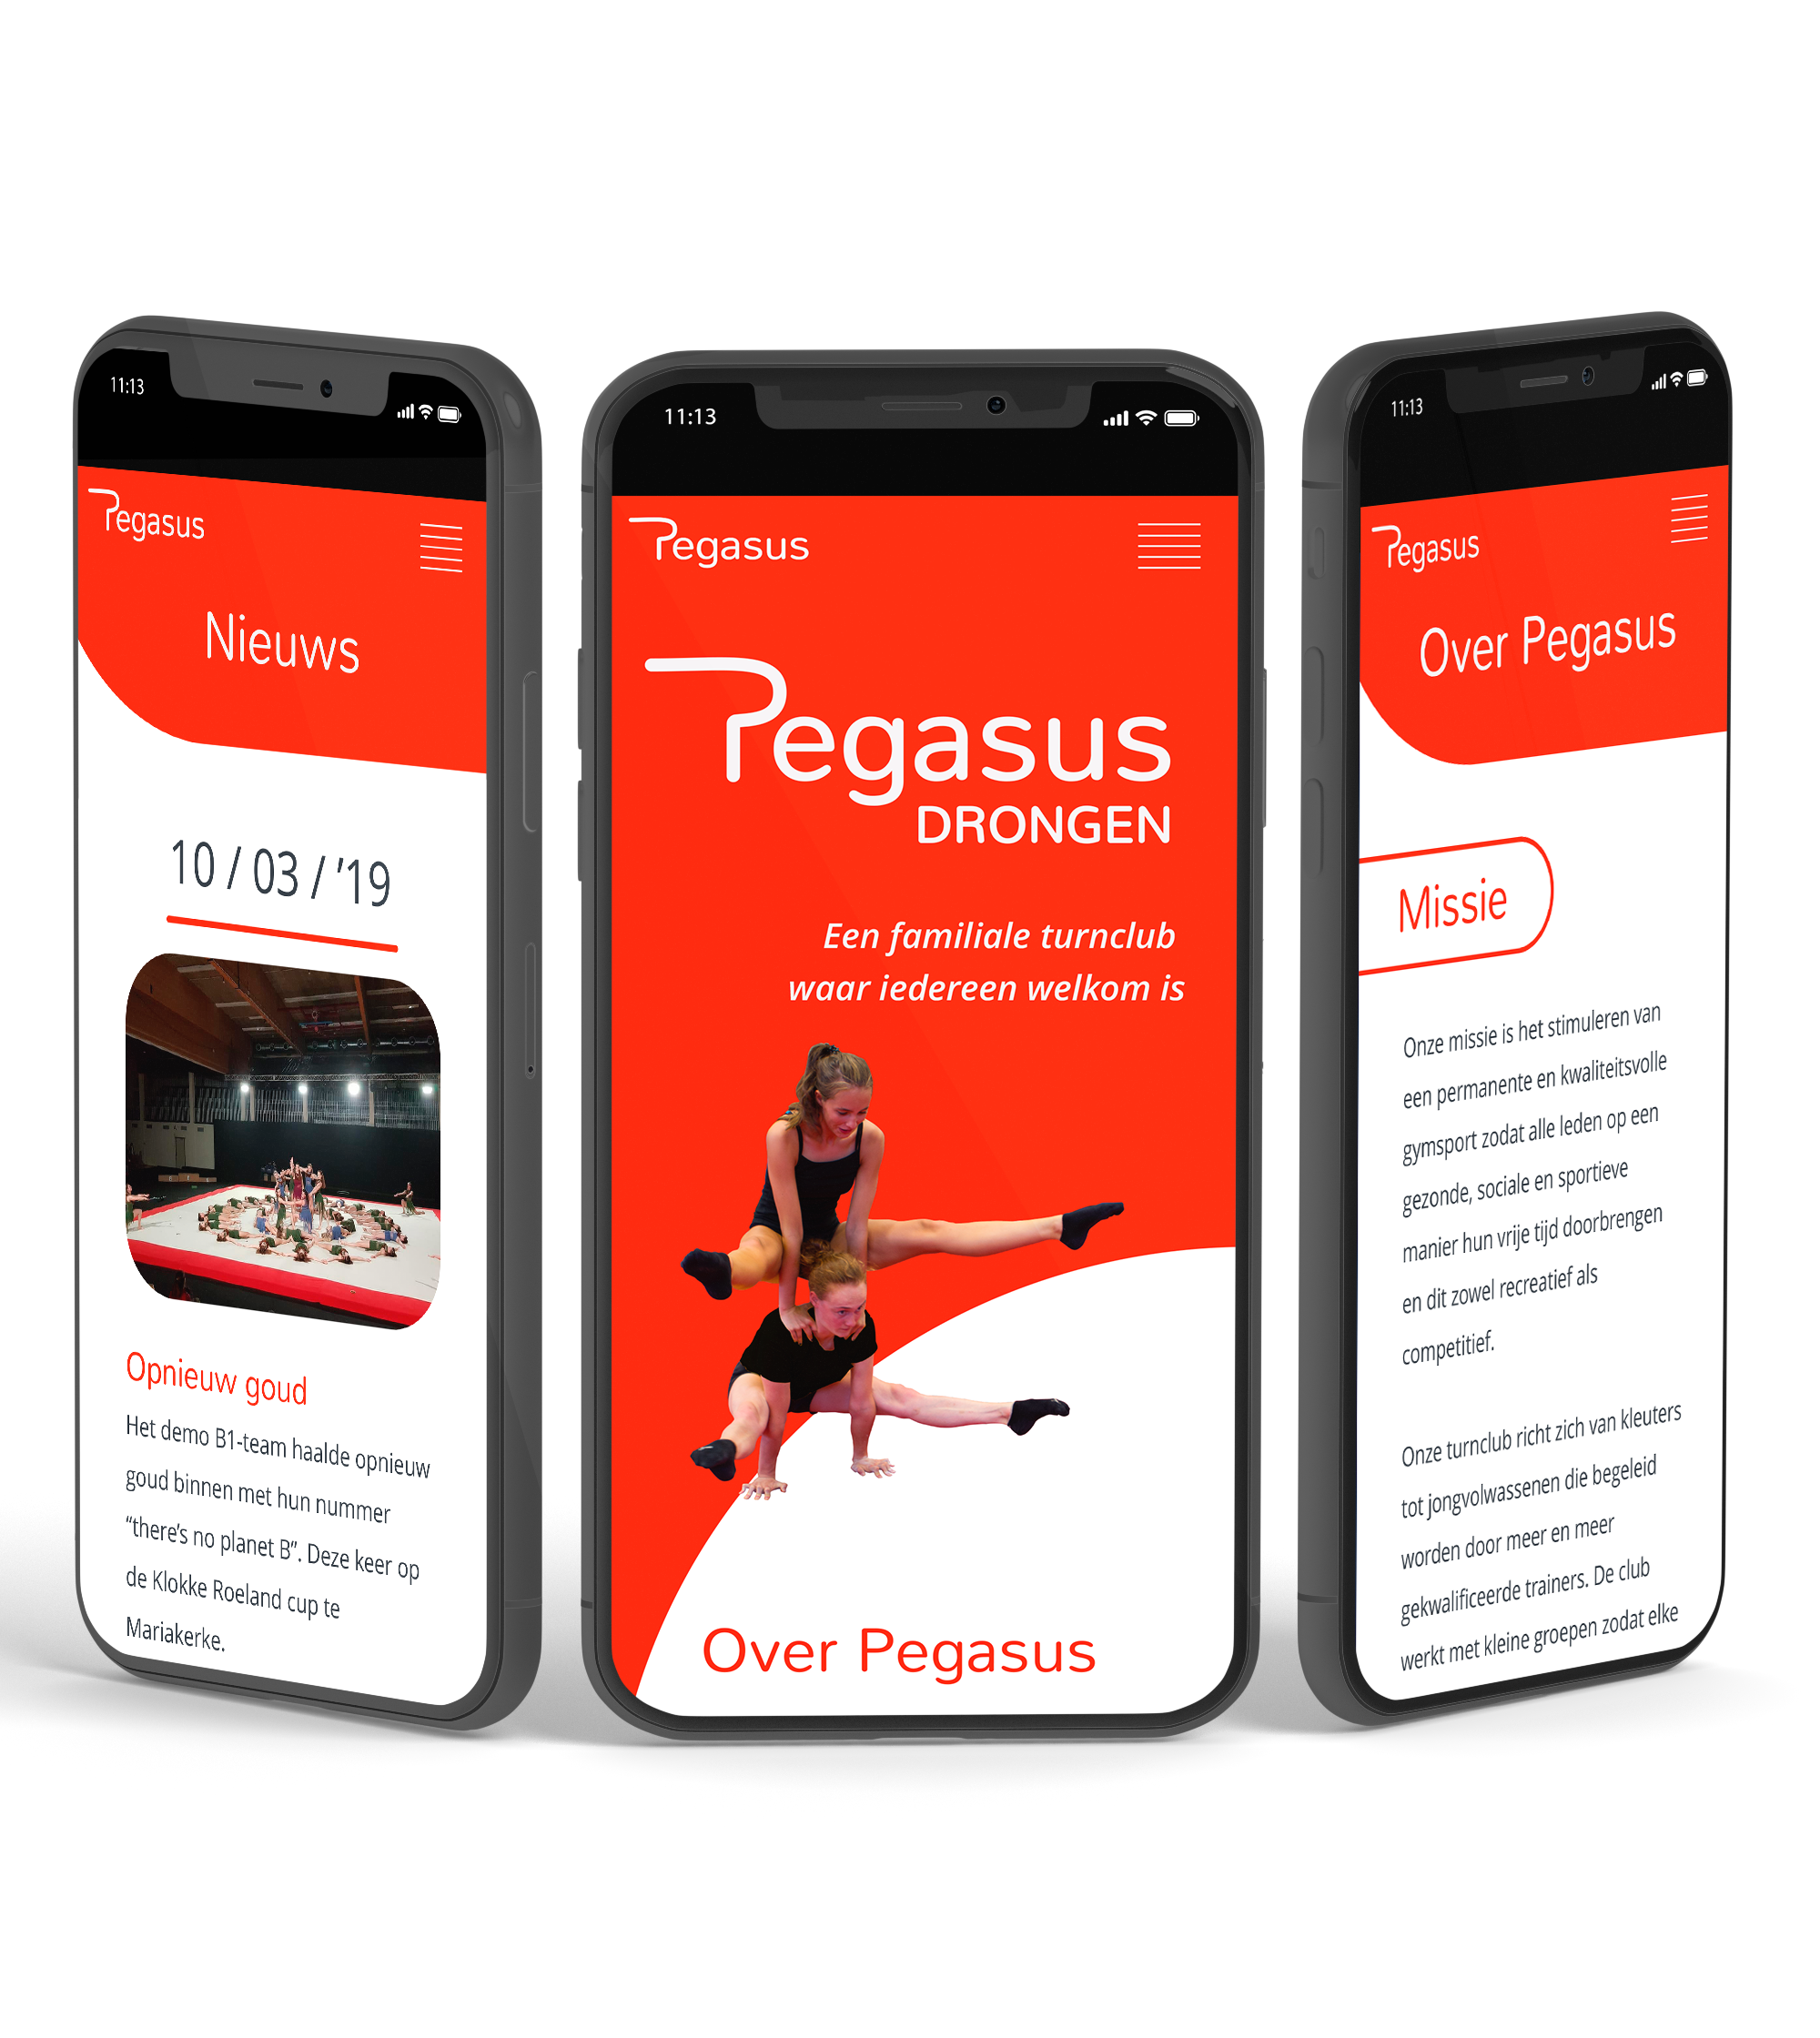 11:13
Pegasus
Nieuws
10 / 03 / '19
Opnieuw goud
Het demo B1-team haalde opnieuw
goud binnen met hun nummer
“there’s no planet B”. Deze keer op
de Klokke Roeland cup te
Mariakerke.
11:13
Pegasus
Pegasus
DRONGEN
Een familiale turnclub
waar iedereen welkom is
Over Pegasus
11:13
Pegasus
Over Pegasus
Missie
Onze missie is het stimuleren van
een permanente en kwaliteitsvolle
gymsport zodat alle leden op een
gezonde, sociale en sportieve
manier hun vrije tijd doorbrengen
en dit zowel recreatief als
competitief.
Onze turnclub richt zich van kleuters
tot jongvolwassenen die begeleid
worden door meer en meer
gekwalificeerde trainers. De club
werkt met kleine groepen zodat elke